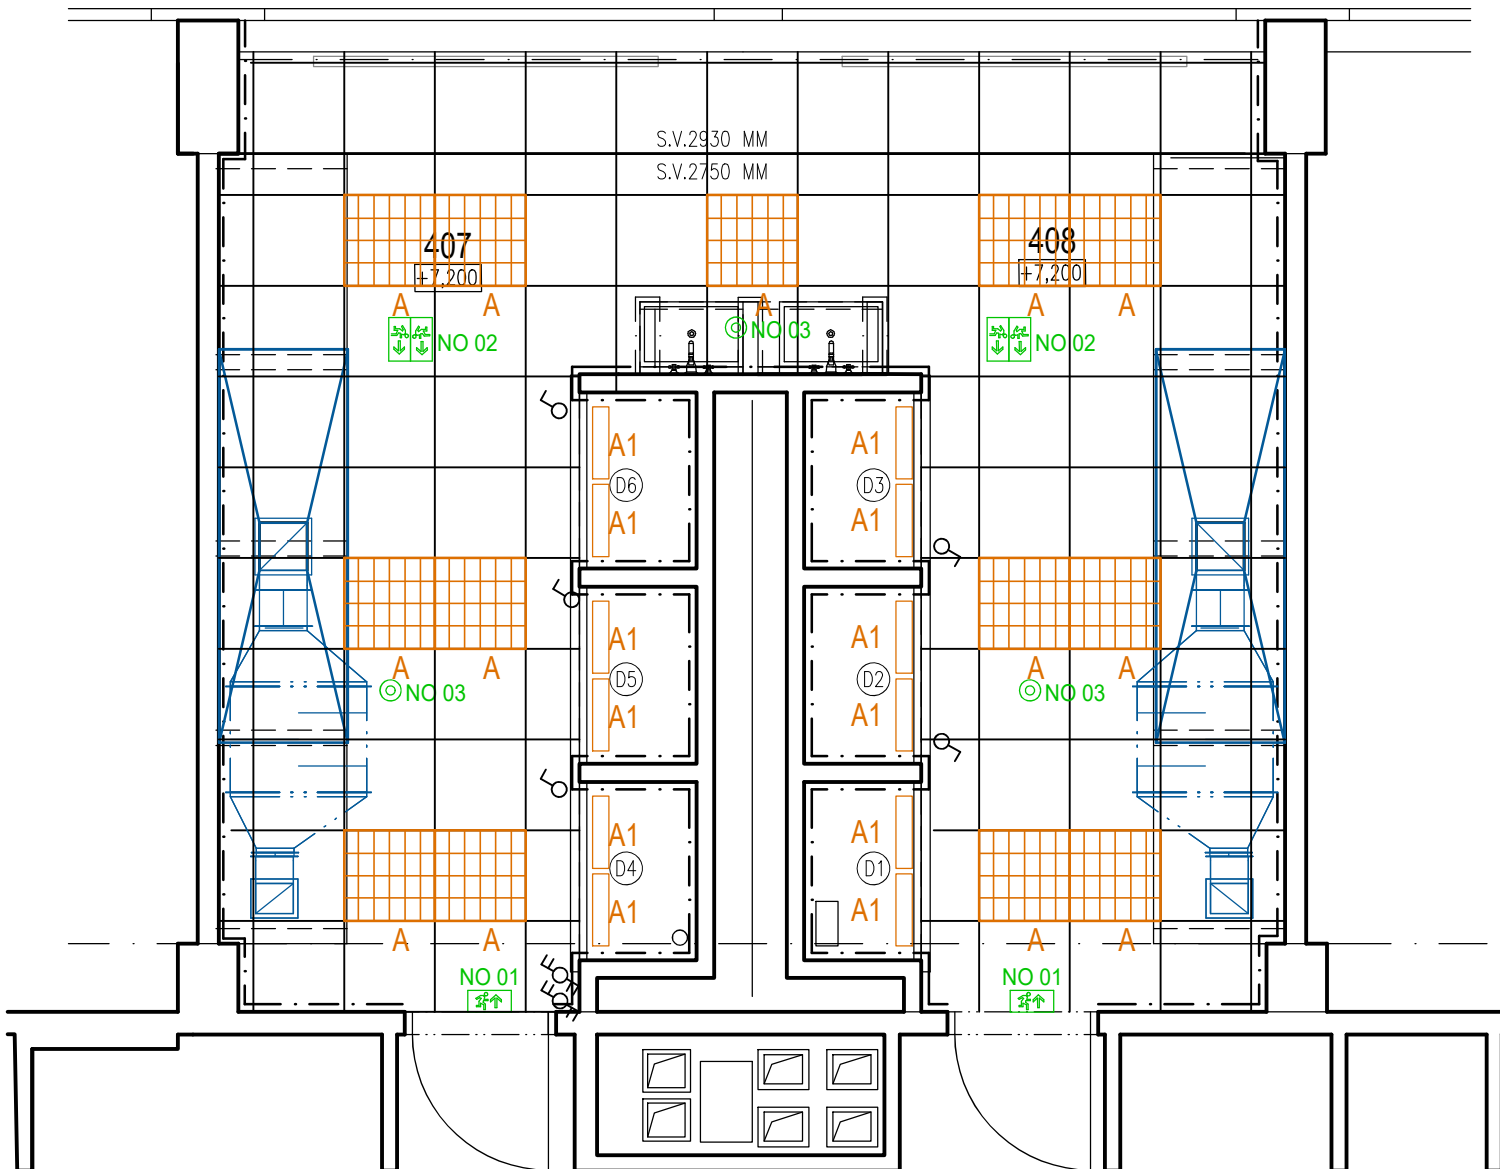 S.V.2930 MM
S.V.2750 MM
407
+7,200
408
+7,200
A A A A A
NO 02
NO 03
NO 02
A1 A1
D6 D3
A1 A1
A1 A1
A A A A
D5 D2
NO 03 NO 03
A1 A1
A1 A1
D4 D1
A1 A1
A A A A
NO 01 NO 01